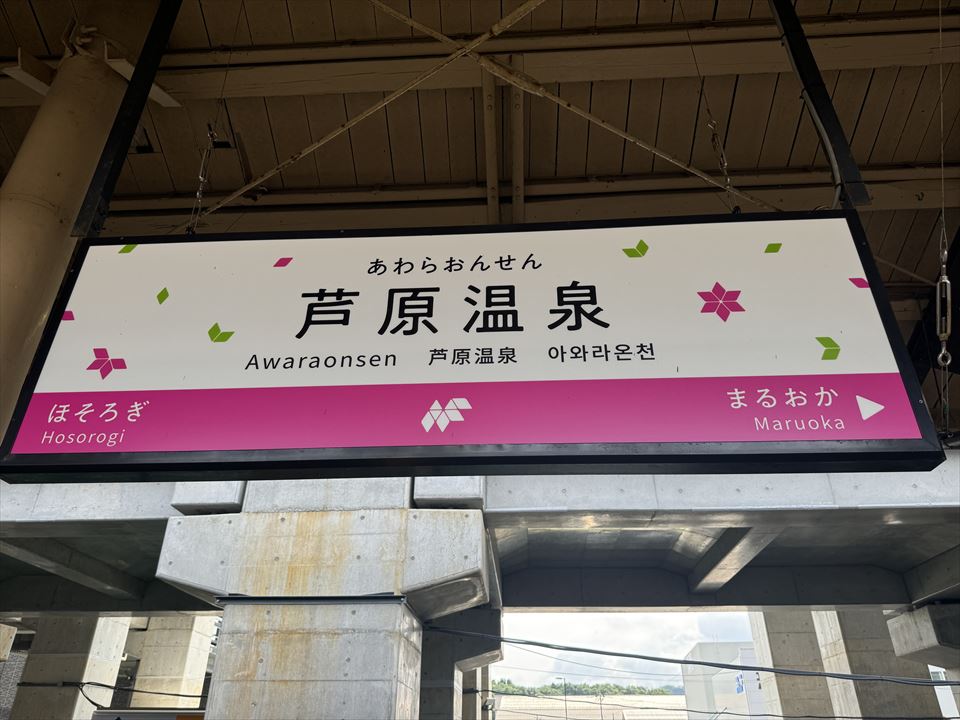 あわらおんせん
芦原温泉
Awaraonsen 芦原温泉 아와라온천
ほそろぎ
Hosorogi
まるおか
Maruoka